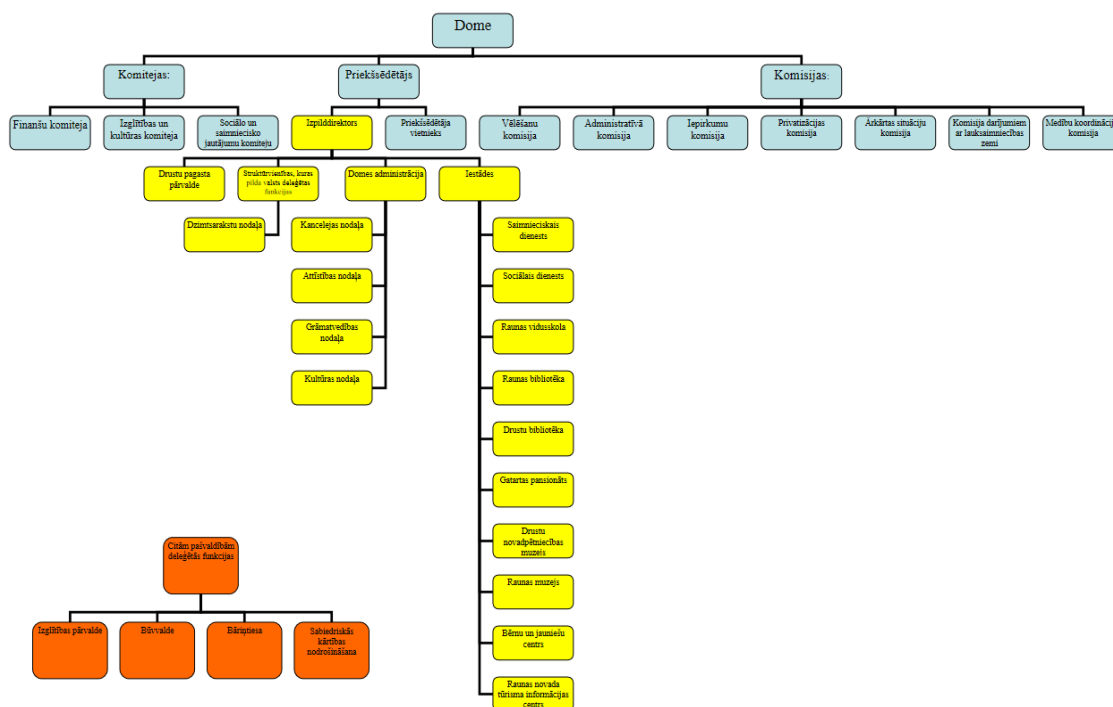 Dome
Komitejas:
Priekšsēdētājs
Komisijas:
Finanšu komiteja
Izglītības un
kultūras komiteja
Sociālo un
saimniecisko
jautājumu komiteju
Izpilddirektors
Priekšsēdētāja
vietnieks
Vēlēšanu
komisija
Administratīvā
komisija
Iepirkumu
komisija
Privatizācijas
komisija
Ārkārtas situāciju
komisija
Komisija darījumiem
ar lauksaimniecības
zemi
Medību koordinācij
komisija
Drustu pagasta
pārvalde
Struktūrvienības, kuras
pilda valsts deleģētas
funkcijas
Domes administrācija
Iestādes
Dzimtsarakstu nodaļa
Kancelejas nodaļa
Saimnieciskais
dienests
Attīstības nodaļa
Sociālais dienests
Grāmatvedības
nodaļa
Raunas vidusskola
Kultūras nodaļa
Raunas bibliotēka
Drustu bibliotēka
Gatartas pansionāts
Drustu
novadpētniecības
muzejs
Raunas muzejs
Bērnu un jauniešu
centrs
Raunas novada
tūrisma informācijas
centrs
Citām pašvaldībām
deleģētās funkcijas
Izglītības pārvalde
Būvvalde
Bāriņtiesa
Sabiedriskās
kārtības
nodrošināšana